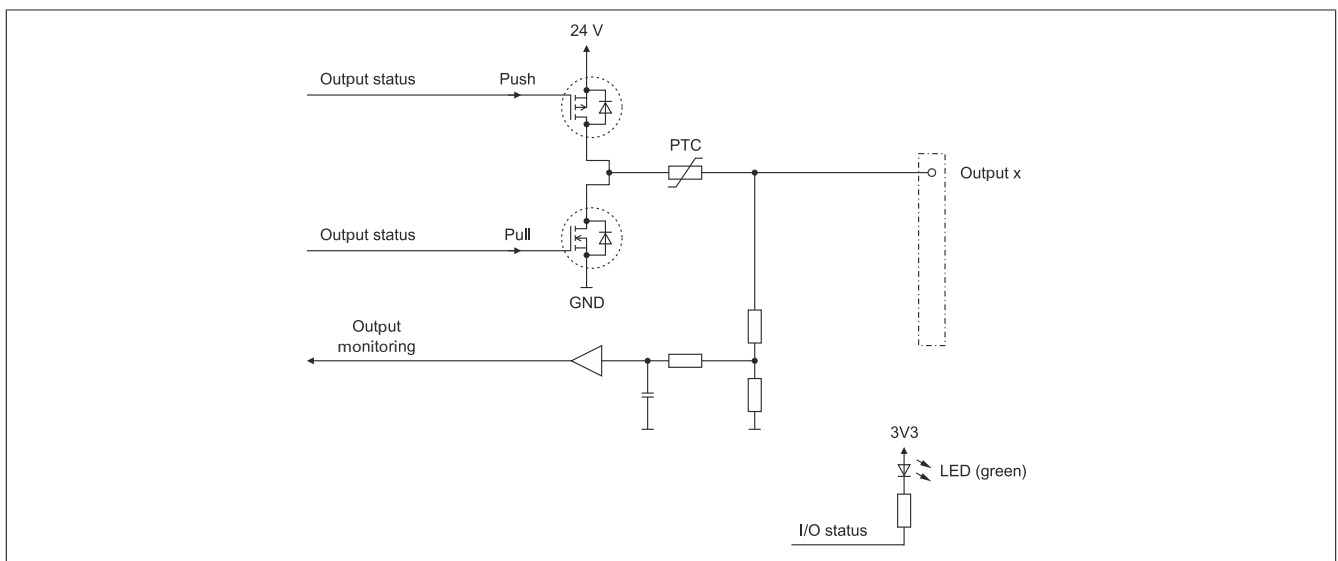 24 V
Output status
Push
PTC
Output x
Output status
Pull
GND
Output
monitoring
3V3
LED (green)
I/O status